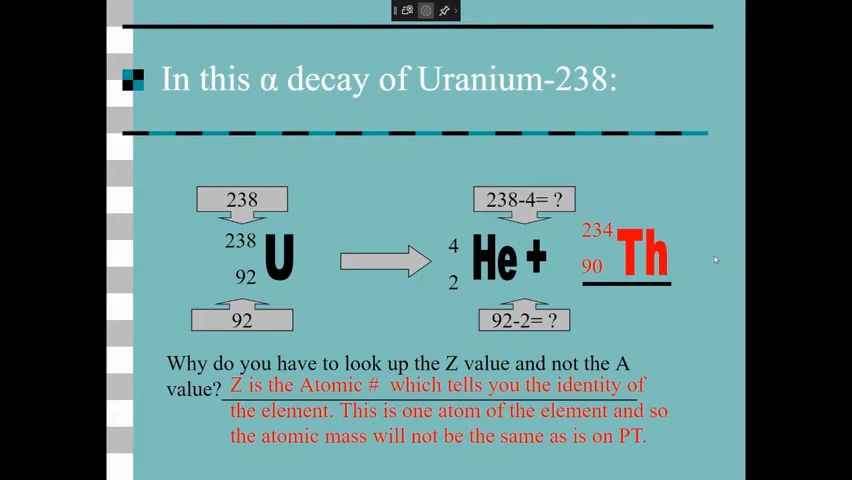 In this α decay of Uranium-238:
238
238-4= ?
238
92
U
4
2
He +
234
90
Th
92
92-2= ?
Why do you have to look up the Z value and not the A
value? Z is the Atomic # which tells you the identity of
the element. This is one atom of the element and so
the atomic mass will not be the same as is on PT.